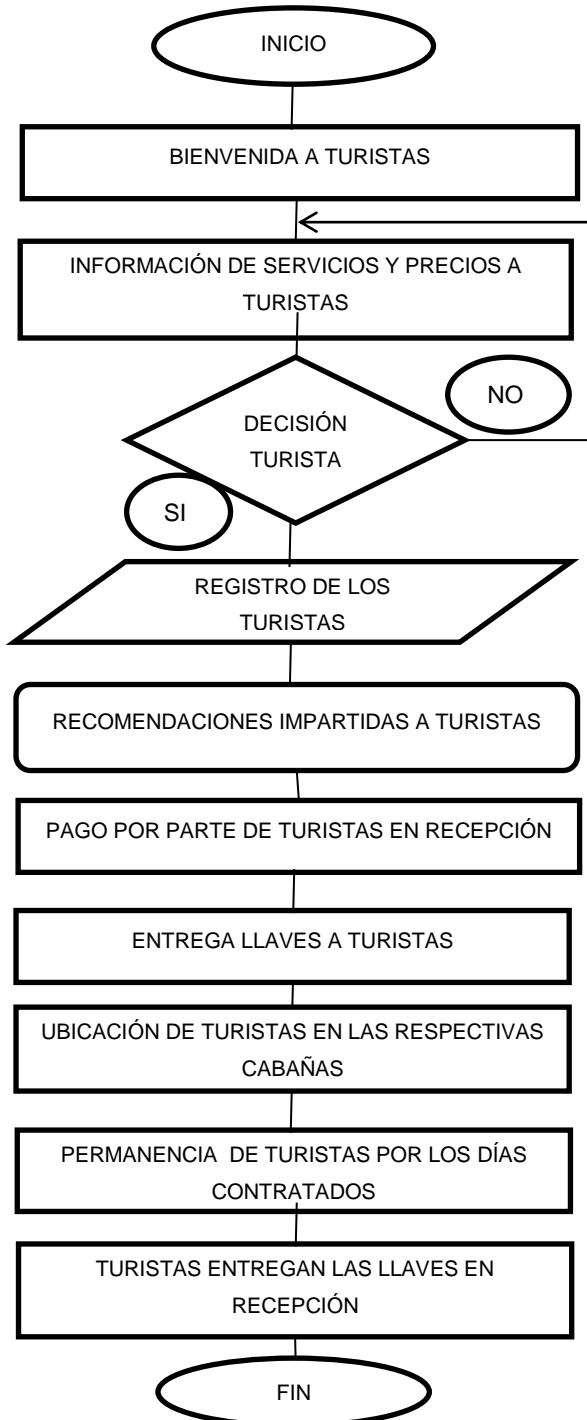 INICIO
BIENVENIDA A TURISTAS
INFORMACIÓN DE SERVICIOS Y PRECIOS A
TURISTAS
DECISIÓN
TURISTA
NO
SI
REGISTRO DE LOS
TURISTAS
RECOMENDACIONES IMPARTIDAS A TURISTAS
PAGO POR PARTE DE TURISTAS EN RECEPCIÓN
ENTREGA LLAVES A TURISTAS
UBICACIÓN DE TURISTAS EN LAS RESPECTIVAS
CABAÑAS
PERMANENCIA DE TURISTAS POR LOS DÍAS
CONTRATADOS
TURISTAS ENTREGAN LAS LLAVES EN
RECEPCIÓN
FIN